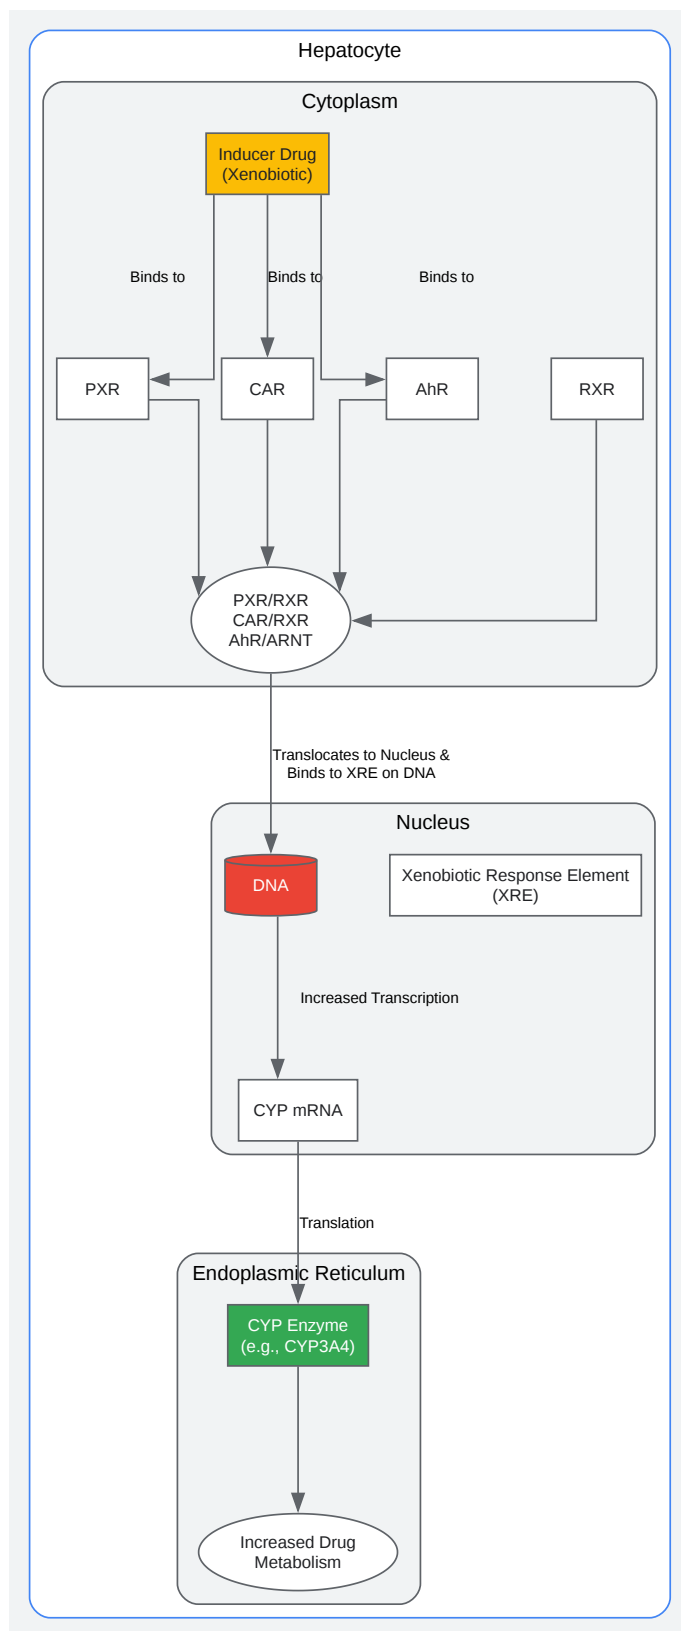 Hepatocyte
Cytoplasm
Inducer Drug
(Xenobiotic)
Binds to
Binds to
Binds to
PXR
CAR
AhR
RXR
PXR/RXR
CAR/RXR
AhR/ARNT
Translocates to Nucleus &
Binds to XRE on DNA
Nucleus
DNA
Xenobiotic Response Element
(XRE)
Increased Transcription
CYP mRNA
Translation
Endoplasmic Reticulum
CYP Enzyme
(e.g., CYP3A4)
Increased Drug
Metabolism